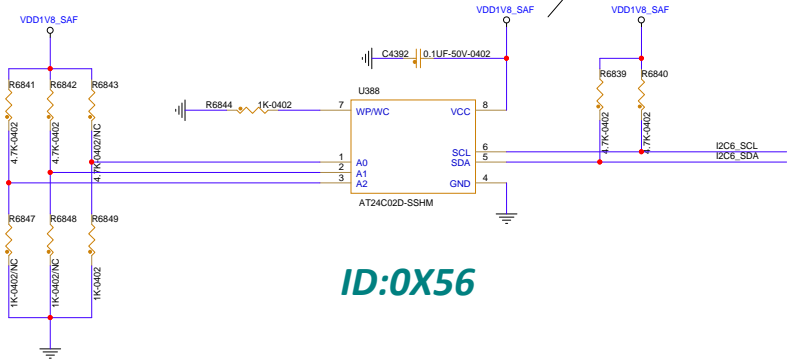 VDD1V8_SAF
VDD1V8_SAF
VDD1V8_SAF
C4392
0.1UF-50V-0402
R6841
R6842
R6843
4.7K-0402
4.7K-0402
4.7K-0402/NC
R6844
1K-0402
U388
7
WP/WC
VCC
8
1
A0
2
A1
3
A2
SCL
6
SDA
5
GND
4
AT24C02D-SSHM
R6839
R6840
4.7K-0402
4.7K-0402
I2C6_SCL
I2C6_SDA
R6847
R6848
R6849
1K-0402/NC
1K-0402/NC
1K-0402
ID:0X56